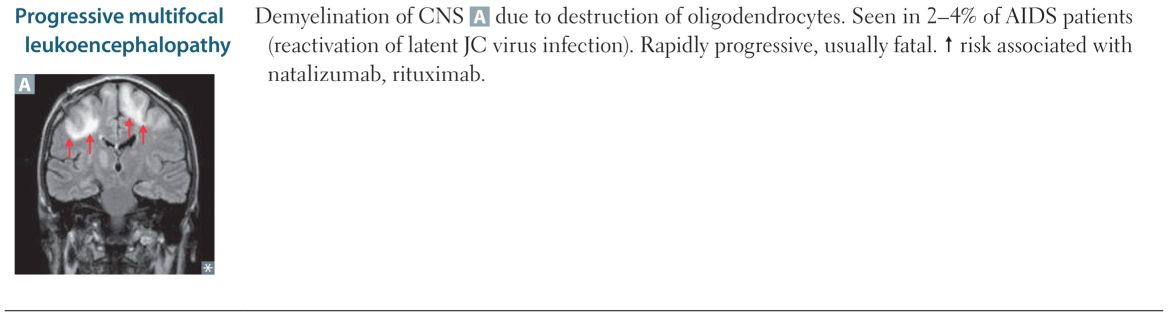 Progressive multifocal
leukoencephalopathy
Demyelination of CNS A due to destruction of oligodendrocytes. Seen in 2–4% of AIDS patients
(reactivation of latent JC virus infection). Rapidly progressive, usually fatal. ↑ risk associated with
natalizumab, rituximab.
A
*